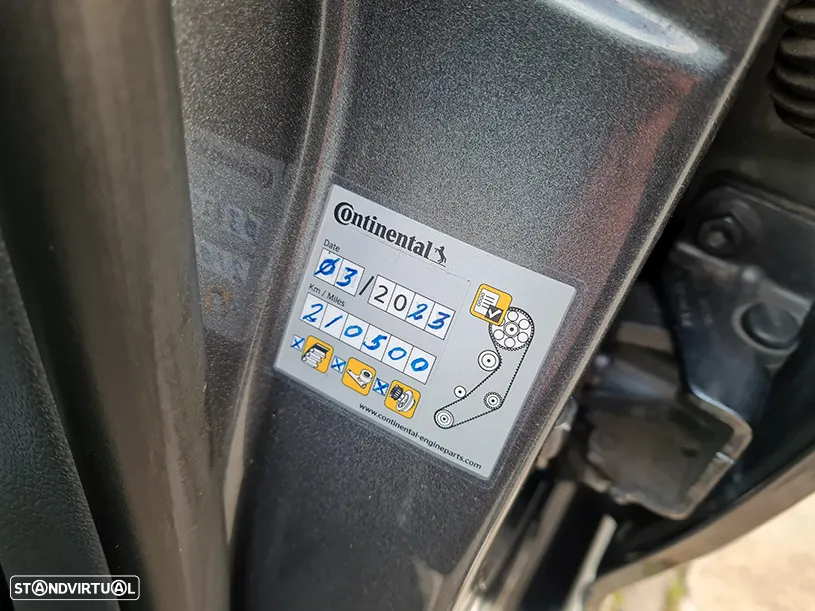 Continental
Date
03/2023
Km / Miles
210500
x x x
www.continental-engineparts.com
STANDVIRTUAL